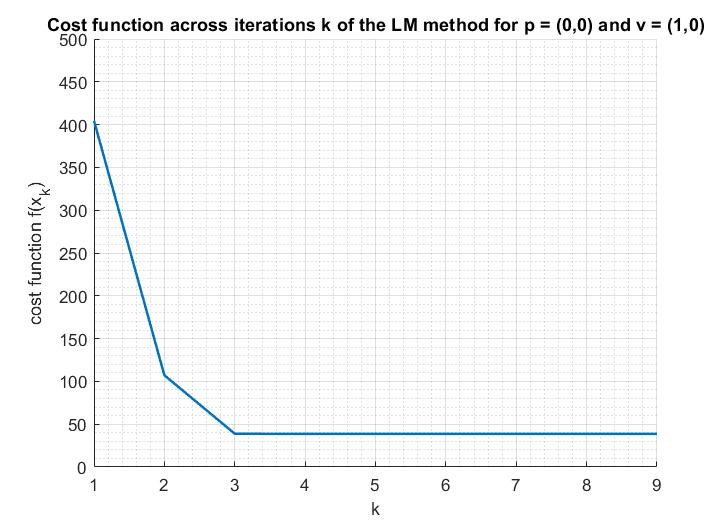 Cost function across iterations k of the LM method for p = (0,0) and v = (1,0)
500
450
400
350
300
250
200
150
100
50
0
cost function f(x_k)
1 2 3 4 5 6 7 8 9
k